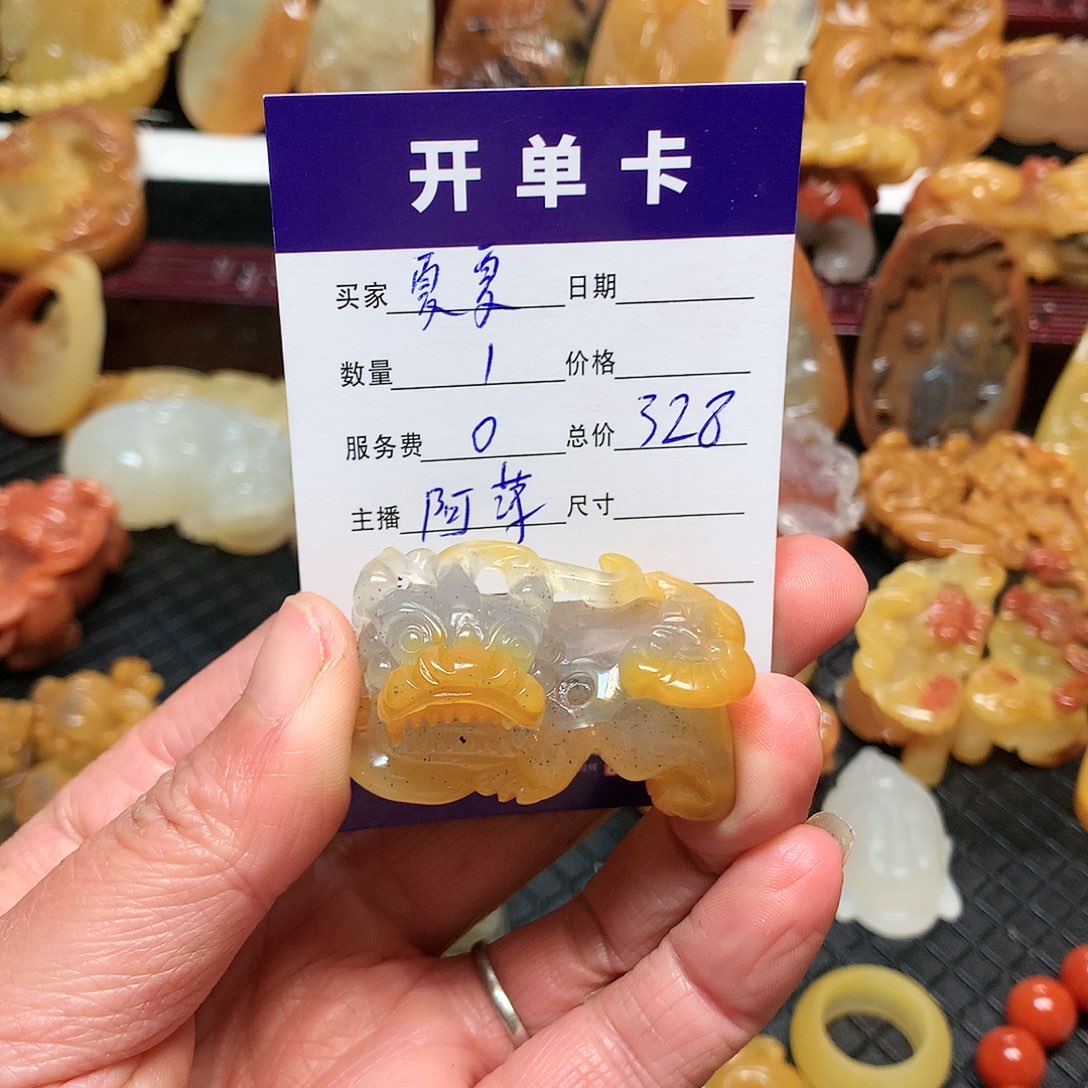 开单卡
买家 夏夏 日期
数量 1 价格
服务费 0 总价 328
主播 阿莱 尺寸